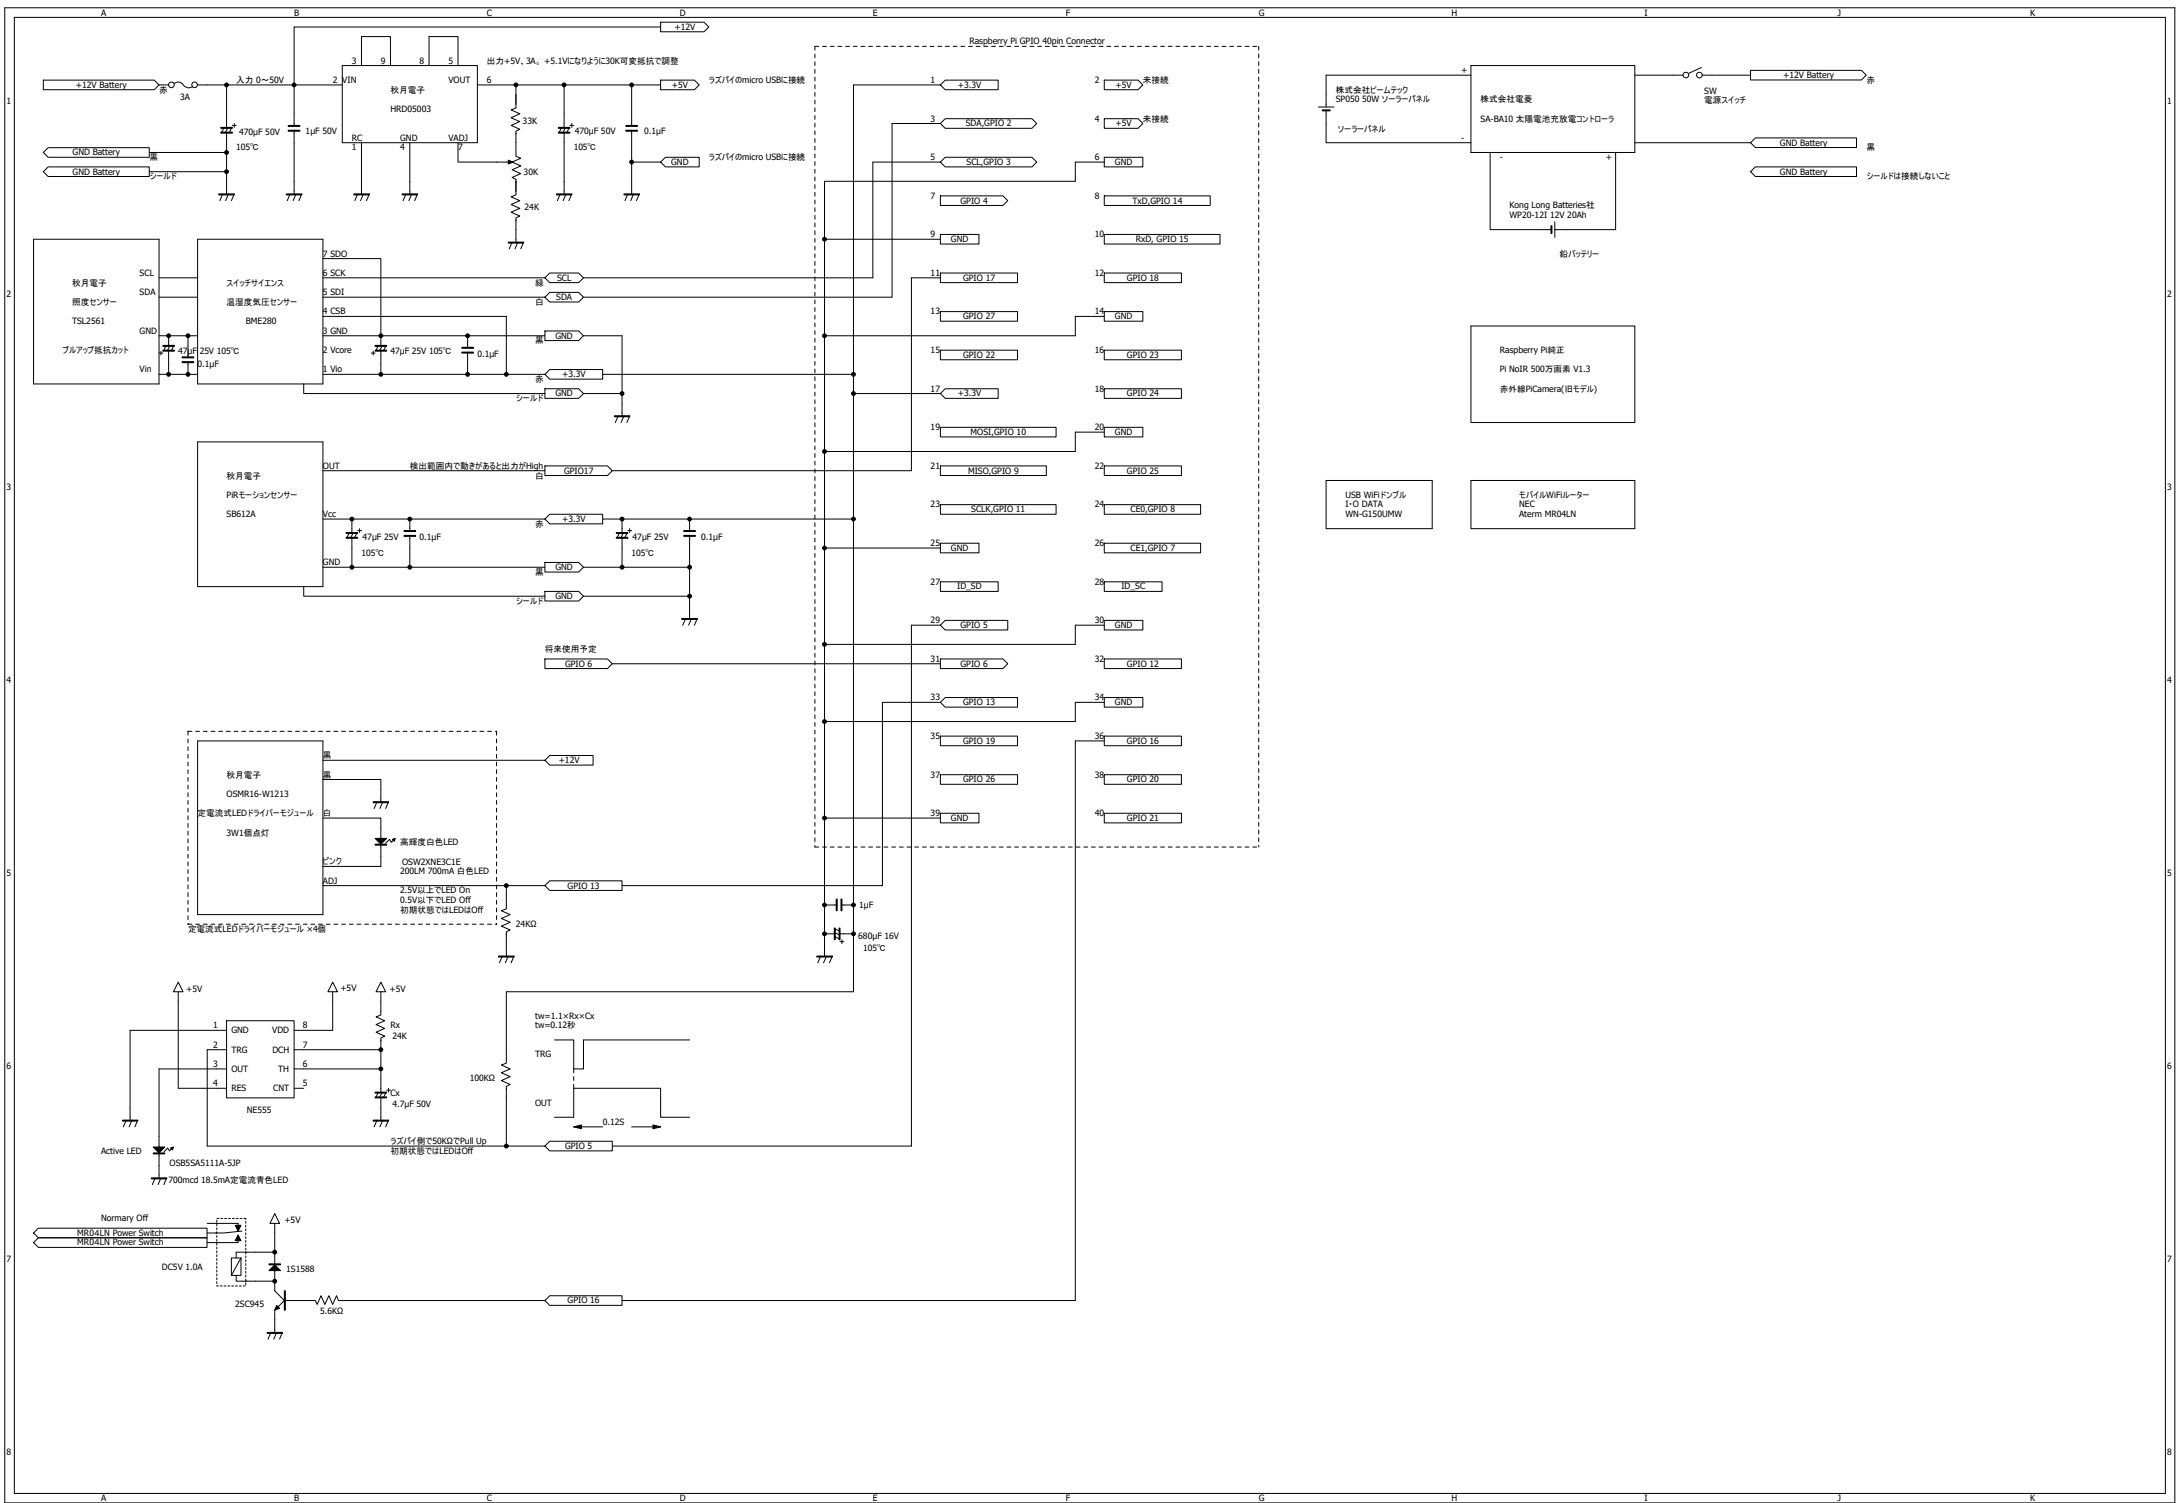 A B C D E F G H I J K
1
2
3
4
5
6
7
8
+12V
+12V Battery
赤
3A
入力 0～50V
470µF 50V
105℃
1µF 50V
GND Battery
黒
GND Battery
シールド
3
9
8
5
2
VIN
VOUT
6
秋月電子
HRD05003
RC
GND
VADJ
1
4
7
出力+5V、3A。+5.1Vになりように30K可変抵抗で調整
33K
30K
24K
470µF 50V
105℃
0.1µF
+5V
ラズパイのmicro USBに接続
GND
ラズパイのmicro USBに接続
秋月電子
照度センサー
TSL2561
プルアップ抵抗カット
SCL
SDA
GND
Vin
47µF 25V 105℃
0.1µF
スイッチサイエンス
温湿度気圧センサー
BME280
7 SDO
6 SCK
5 SDI
4 CSB
3 GND
2 Vcore
1 Vio
47µF 25V 105℃
0.1µF
緑
SCL
白
SDA
黒
GND
赤
+3.3V
シールド
GND
秋月電子
PiRモーションセンサー
SB612A
OUT
検出範囲内で動きがあると出力がHigh
白
GPIO17
Vcc
47µF 25V
105℃
0.1µF
赤
+3.3V
47µF 25V
105℃
0.1µF
GND
黒
GND
シールド
GND
将来使用予定
GPIO 6
秋月電子
OSMR16-W1213
定電流式LEDドライバーモジュール
3W1個点灯
黒
黒
白
ピンク
ADJ
+12V
高輝度白色LED
OSW2XNE3C1E
200LM 700mA 白色LED
2.5V以上でLED On
0.5V以下でLED Off
初期状態ではLEDはOff
定電流式LEDドライバーモジュール ×4個
GPIO 13
24KΩ
+5V
+5V
+5V
1 GND
VDD 8
2 TRG
DCH 7
3 OUT
TH 6
4 RES
CNT 5
NE555
Rx
24K
Cx
4.7µF 50V
100KΩ
tw=1.1×Rx×Cx
tw=0.12秒
TRG
OUT
0.12S
ラズパイ側で50KΩでPull Up
初期状態ではLEDはOff
GPIO 5
Active LED
OSB5SA5111A-5JP
700mcd 18.5mA定電流青色LED
Normary Off
MR04LN Power Switch
MR04LN Power Switch
DC5V 1.0A
+5V
1S1588
2SC945
5.6KΩ
GPIO 16
Raspberry Pi GPIO 40pin Connector
1 +3.3V
2 +5V 未接続
3 SDA,GPIO 2
4 +5V 未接続
5 SCL,GPIO 3
6 GND
7 GPIO 4
8 TxD,GPIO 14
9 GND
10 RxD, GPIO 15
11 GPIO 17
12 GPIO 18
13 GPIO 27
14 GND
15 GPIO 22
16 GPIO 23
17 +3.3V
18 GPIO 24
19 MOSI,GPIO 10
20 GND
21 MISO,GPIO 9
22 GPIO 25
23 SCLK,GPIO 11
24 CE0,GPIO 8
25 GND
26 CE1,GPIO 7
27 ID_SD
28 ID_SC
29 GPIO 5
30 GND
31 GPIO 6
32 GPIO 12
33 GPIO 13
34 GND
35 GPIO 19
36 GPIO 16
37 GPIO 26
38 GPIO 20
39 GND
40 GPIO 21
1µF
680µF 16V
105℃
株式会社ビームテック
SP050 50W ソーラーパネル
ソーラーパネル
+
-
株式会社電菱
SA-BA10 太陽電池充放電コントローラ
-
+
Kong Long Batteries社
WP20-12I 12V 20Ah
鉛バッテリー
SW
電源スイッチ
+12V Battery
赤
GND Battery
黒
GND Battery
シールドは接続しないこと
Raspberry Pi純正
Pi NoIR 500万画素 V1.3
赤外線PiCamera(旧モデル)
USB WiFiドングル
I・O DATA
WN-G150UMW
モバイルWiFiルーター
NEC
Aterm MR04LN
A B C D E F G H I J K
1
2
3
4
5
6
7
8